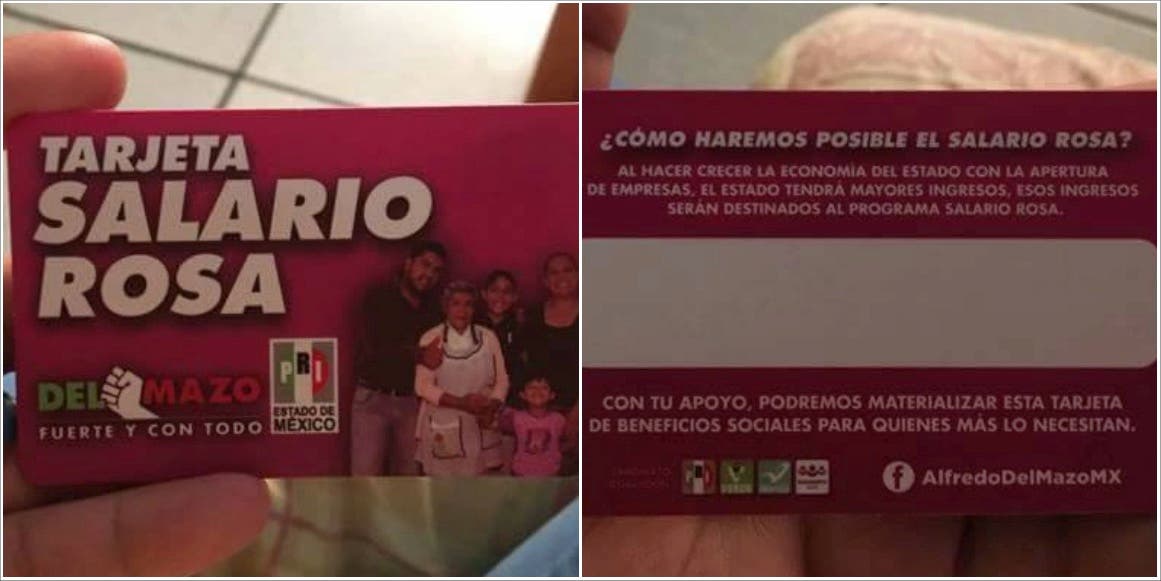 TARJETA
SALARIO
ROSA
DEL MAZO
FUERTE Y CON TODO
PRI
ESTADO DE
MÉXICO
¿CÓMO HAREMOS POSIBLE EL SALARIO ROSA?
AL HACER CRECER LA ECONOMÍA DEL ESTADO CON LA APERTURA
DE EMPRESAS, EL ESTADO TENDRÁ MAYORES INGRESOS, ESOS INGRESOS
SERÁN DESTINADOS AL PROGRAMA SALARIO ROSA.
CON TU APOYO, PODREMOS MATERIALIZAR ESTA TARJETA
DE BENEFICIOS SOCIALES PARA QUIENES MÁS LO NECESITAN.
PRI
VERDE
f AlfredoDelMazoMX